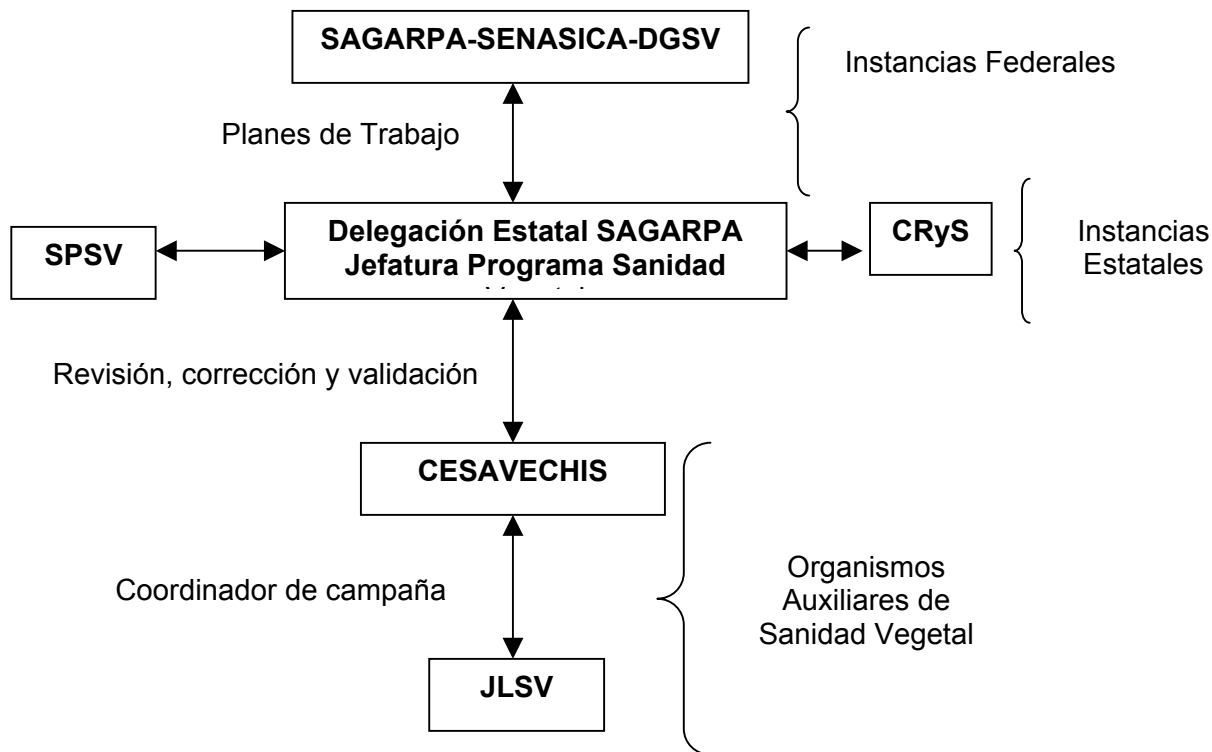 SAGARPA-SENASICA-DGSV
Instancias Federales
Planes de Trabajo
SPSV
Delegación Estatal SAGARPA
Jefatura Programa Sanidad
CRyS
Instancias
Estatales
Revisión, corrección y validación
CESAVECHIS
Coordinador de campaña
Organismos
Auxiliares de
Sanidad Vegetal
JLSV